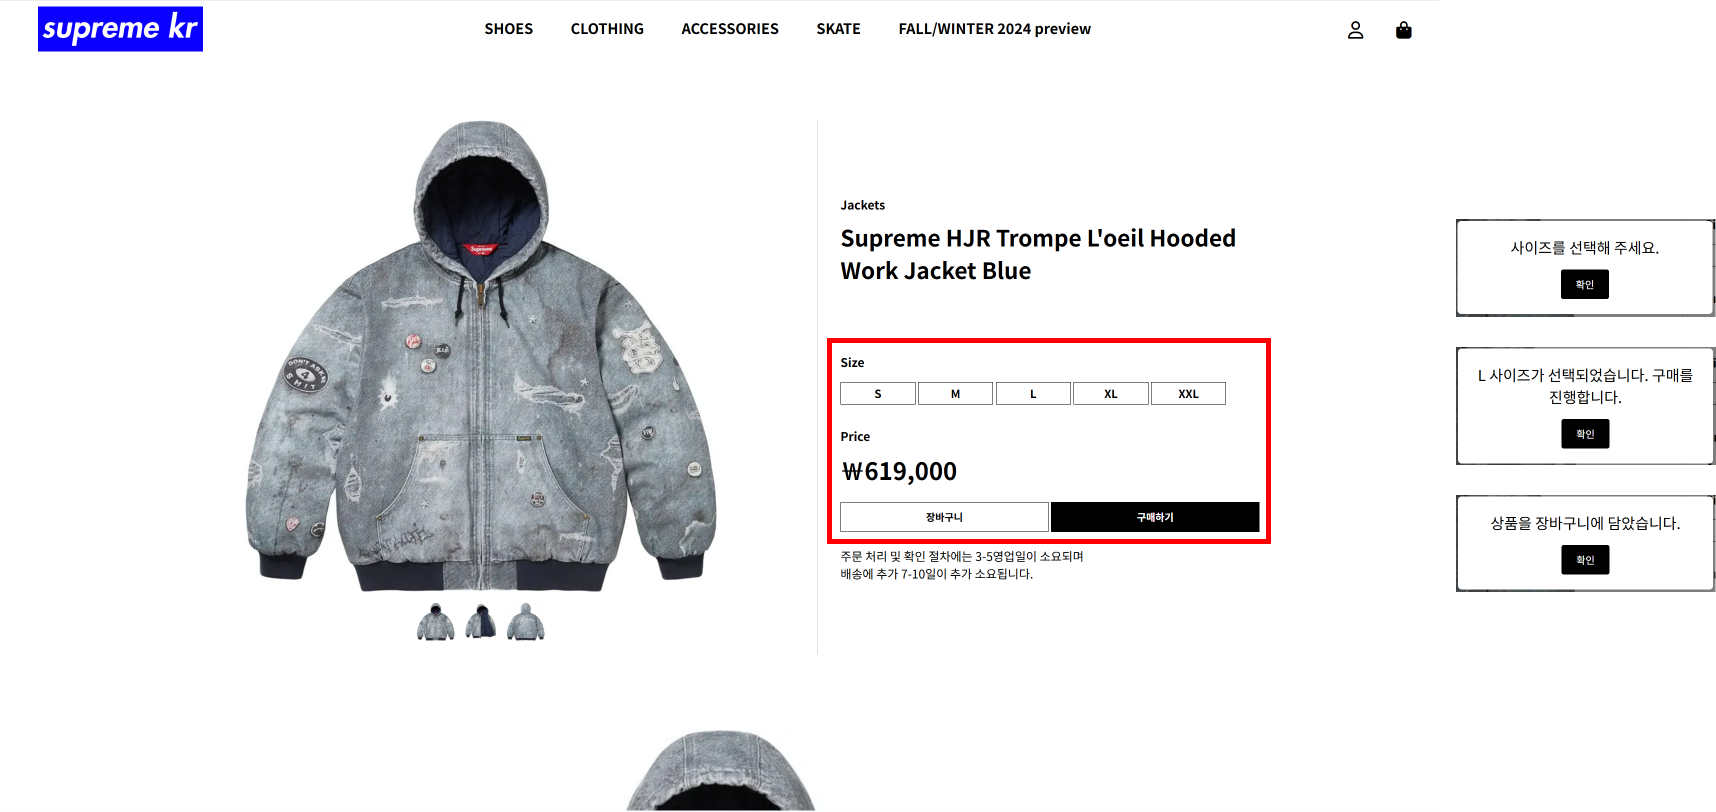 supreme kr
SHOES CLOTHING ACCESSORIES SKATE FALL/WINTER 2024 preview
Supreme
DON'T ASK ME
4
SHIT
Jackets
Supreme HJR Trompe L'oeil Hooded
Work Jacket Blue
Size
S M L XL XXL
Price
₩619,000
장바구니 구매하기
주문 처리 및 확인 절차에는 3-5영업일이 소요되며
배송에 추가 7-10일이 추가 소요됩니다.
사이즈를 선택해 주세요.
확인
L 사이즈가 선택되었습니다. 구매를
진행합니다.
확인
상품을 장바구니에 담았습니다.
확인